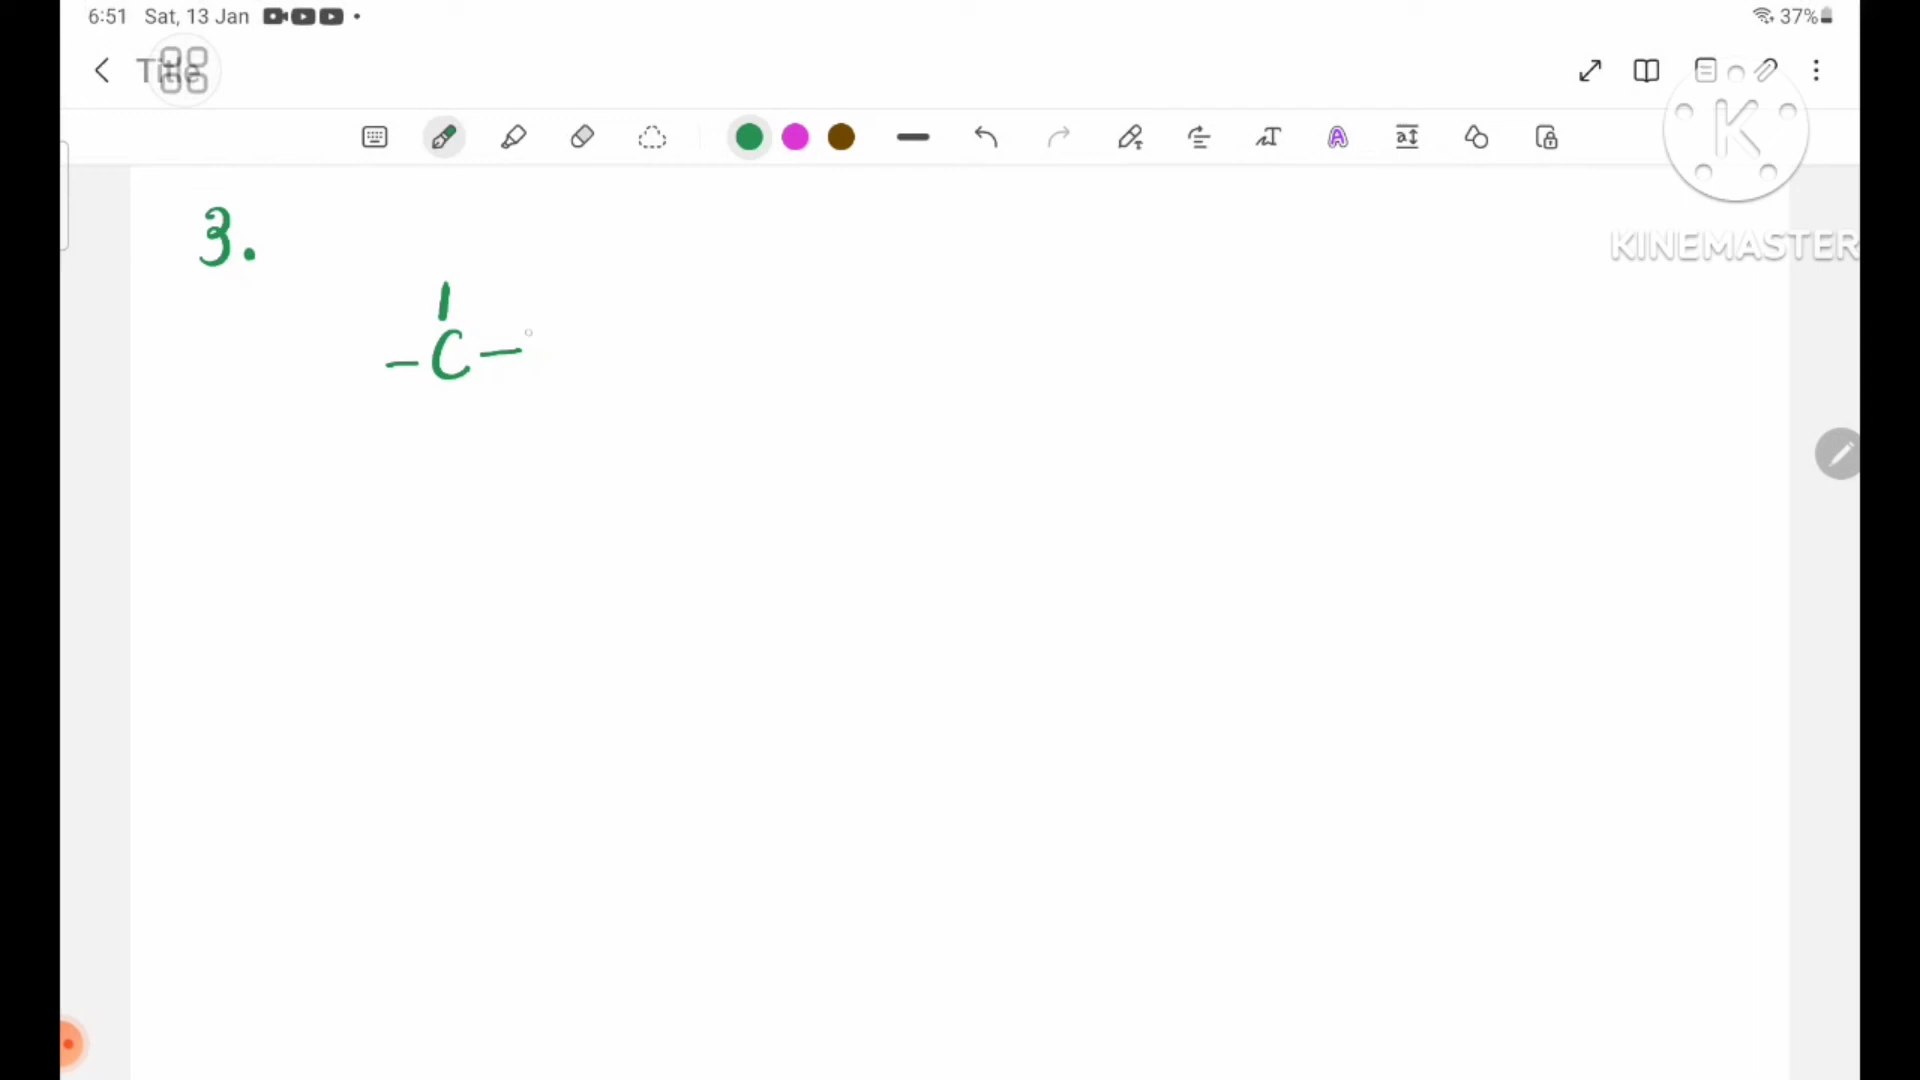 6:51 Sat, 13 Jan 37%
Title
K
KINEMASTER
3.
-C-